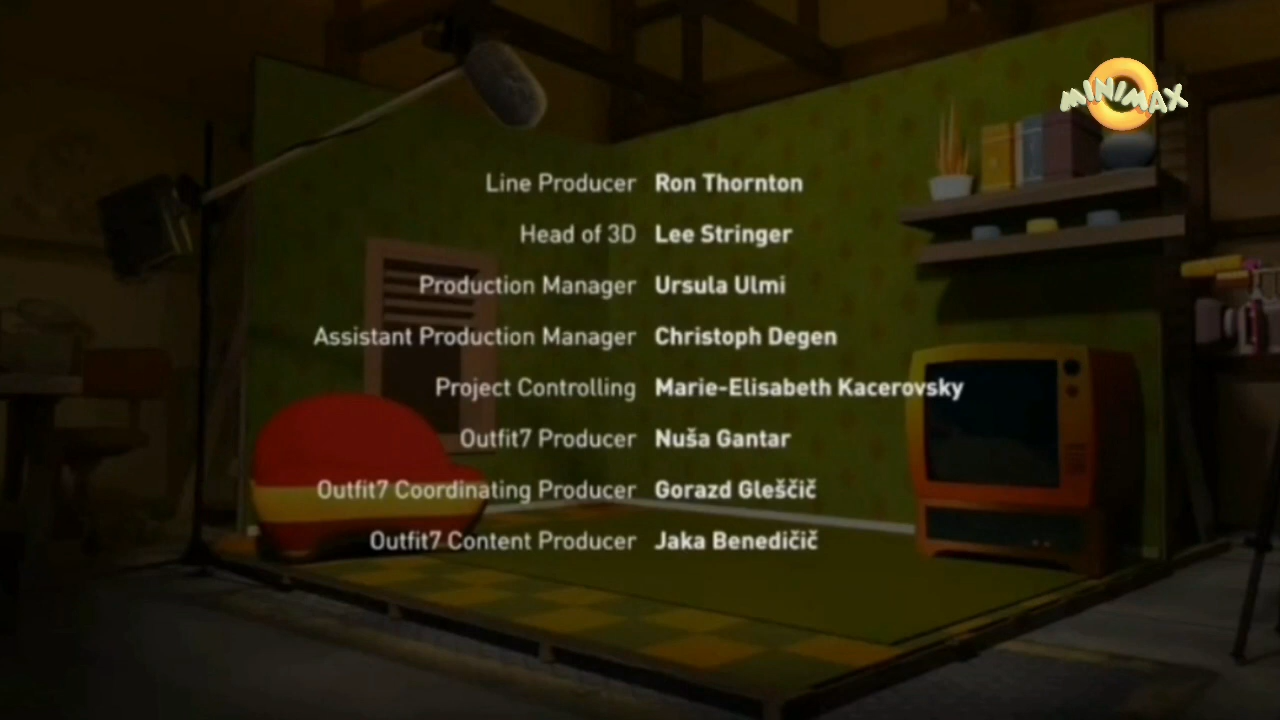 MINIMAX
Line Producer Ron Thornton
Head of 3D Lee Stringer
Production Manager Ursula Ulmi
Assistant Production Manager Christoph Degen
Project Controlling Marie-Elisabeth Kacerovsky
Outfit7 Producer Nuša Gantar
Outfit7 Coordinating Producer Gorazd Gleščič
Outfit7 Content Producer Jaka Benedičič